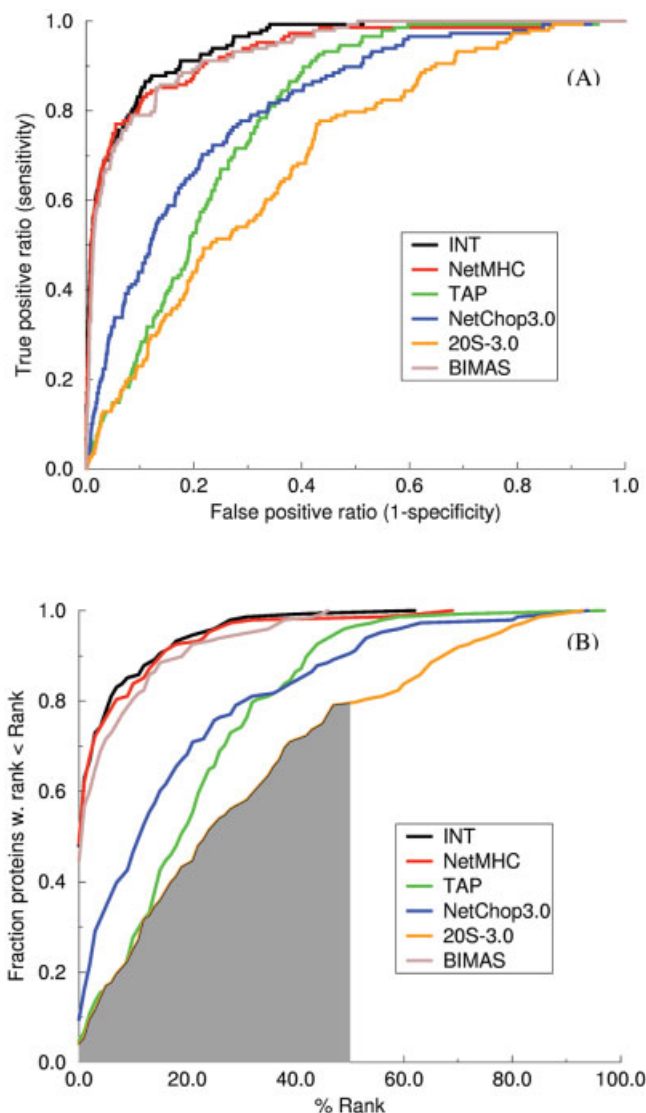 1.0
(A)
0.8
0.6
0.4
0.2
0.0
True positive ratio (sensitivity)
INT
NetMHC
TAP
NetChop3.0
20S-3.0
BIMAS
0.0 0.2 0.4 0.6 0.8 1.0
False positive ratio (1-specificity)
1.0
(B)
0.8
0.6
0.4
0.2
0.0
Fraction proteins w. rank < Rank
INT
NetMHC
TAP
NetChop3.0
20S-3.0
BIMAS
0.0 20.0 40.0 60.0 80.0 100.0
% Rank